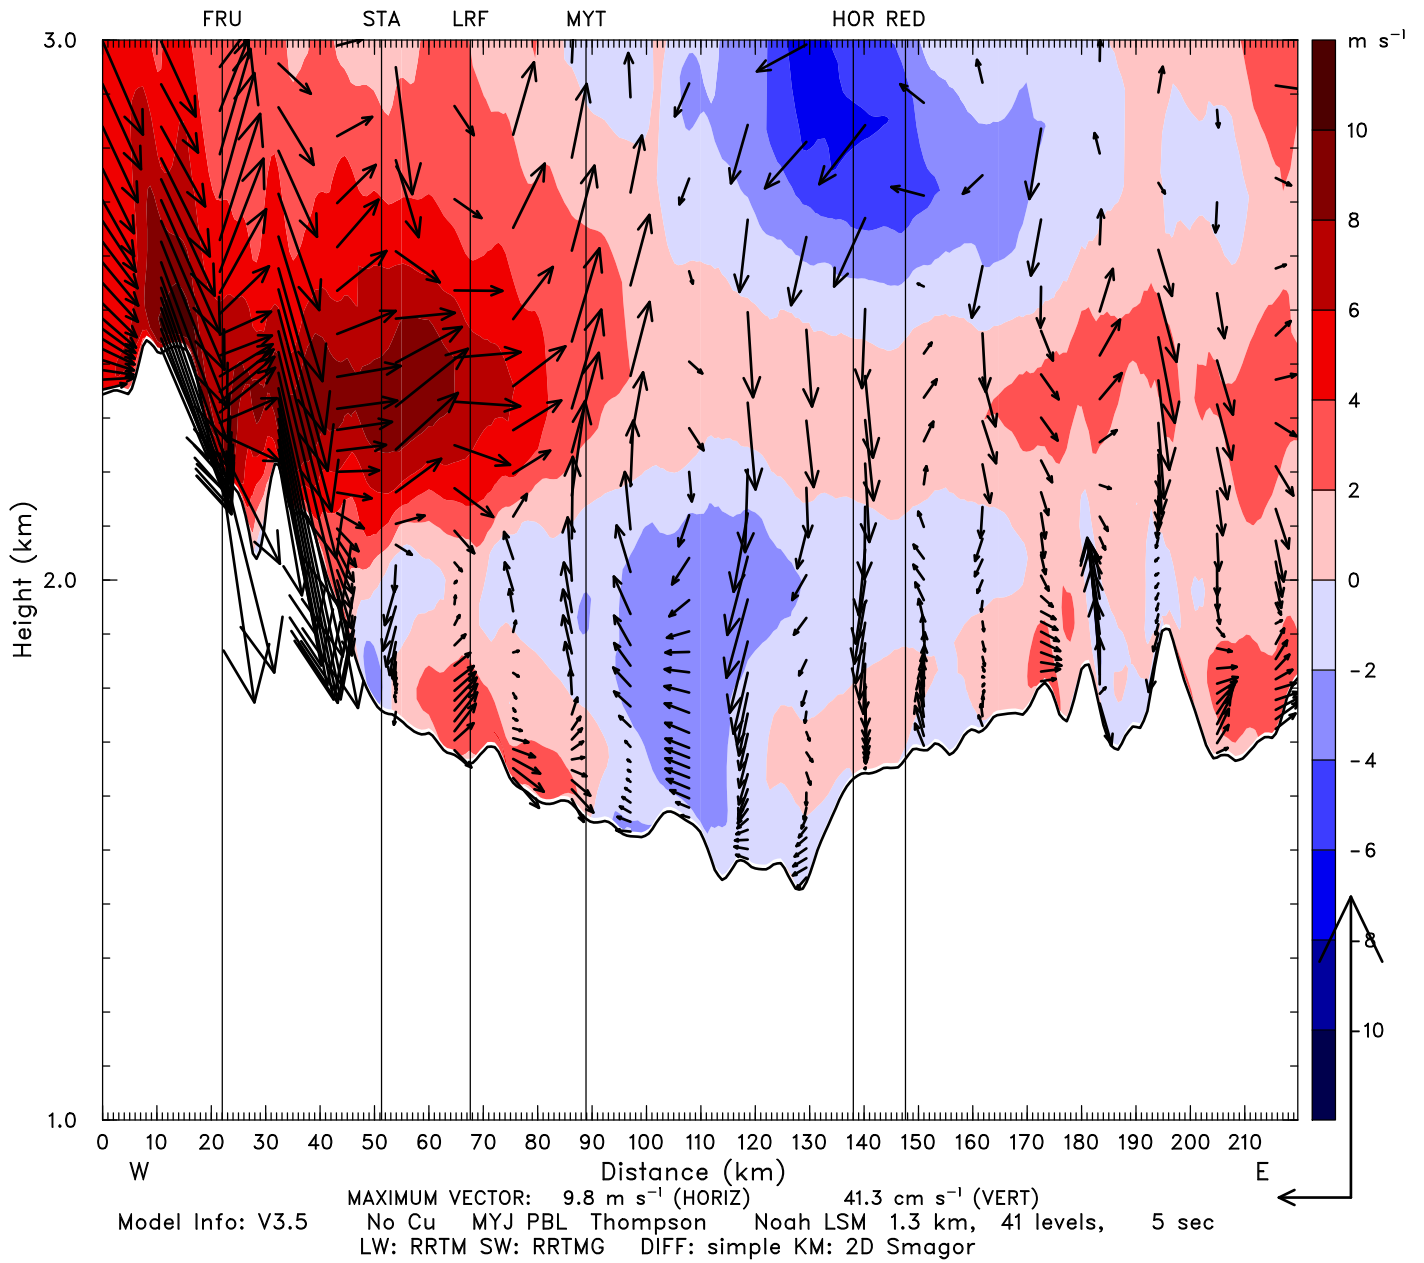 FRU STA LRF MYT HOR RED
3.0
m s⁻¹
10
8
6
4
2
0
-2
-4
-6
-8
-10
Height (km)
2.0
1.0
0 10 20 30 40 50 60 70 80 90 100 110 120 130 140 150 160 170 180 190 200 210
W Distance (km) E
MAXIMUM VECTOR: 9.8 m s⁻¹ (HORIZ) 41.3 cm s⁻¹ (VERT)
Model Info: V3.5 No Cu MYJ PBL Thompson Noah LSM 1.3 km, 41 levels, 5 sec
LW: RRTM SW: RRTMG DIFF: simple KM: 2D Smagor